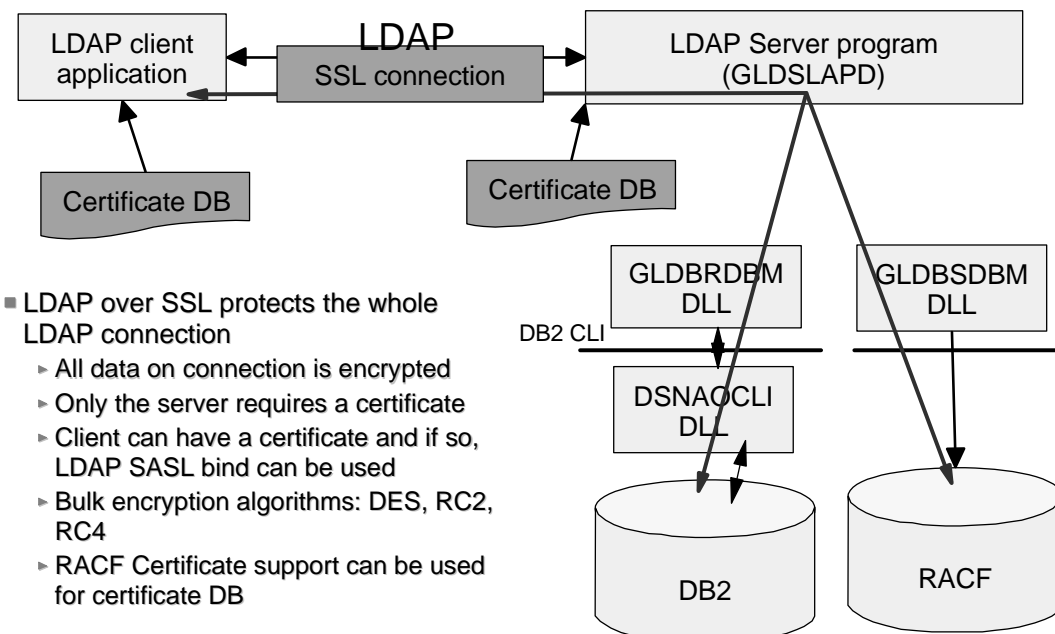 LDAP client
application
LDAP
SSL connection
LDAP Server program
(GLDSLAPD)
Certificate DB
Certificate DB
GLDBRDBM
DLL
GLDBSDBM
DLL
DB2 CLI
DSNAOCLI
DLL
DB2
RACF
LDAP over SSL protects the whole
LDAP connection
All data on connection is encrypted
Only the server requires a certificate
Client can have a certificate and if so,
LDAP SASL bind can be used
Bulk encryption algorithms: DES, RC2,
RC4
RACF Certificate support can be used
for certificate DB